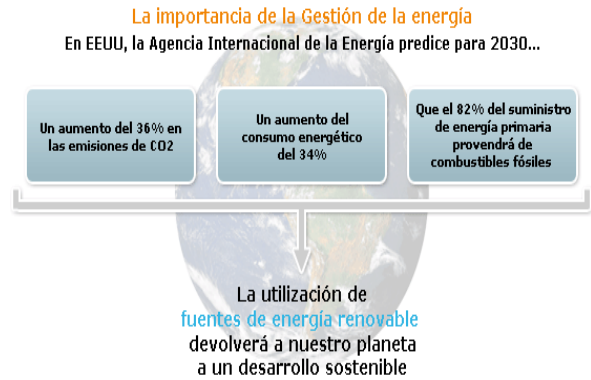 La importancia de la Gestión de la energía
En EEUU, la Agencia Internacional de la Energía predice para 2030...
Un aumento del 36% en
las emisiones de CO2
Un aumento del
consumo energético
del 34%
Que el 82% del suministro
de energía primaria
provendrá de
combustibles fósiles
La utilización de
fuentes de energía renovable
devolverá a nuestro planeta
a un desarrollo sostenible